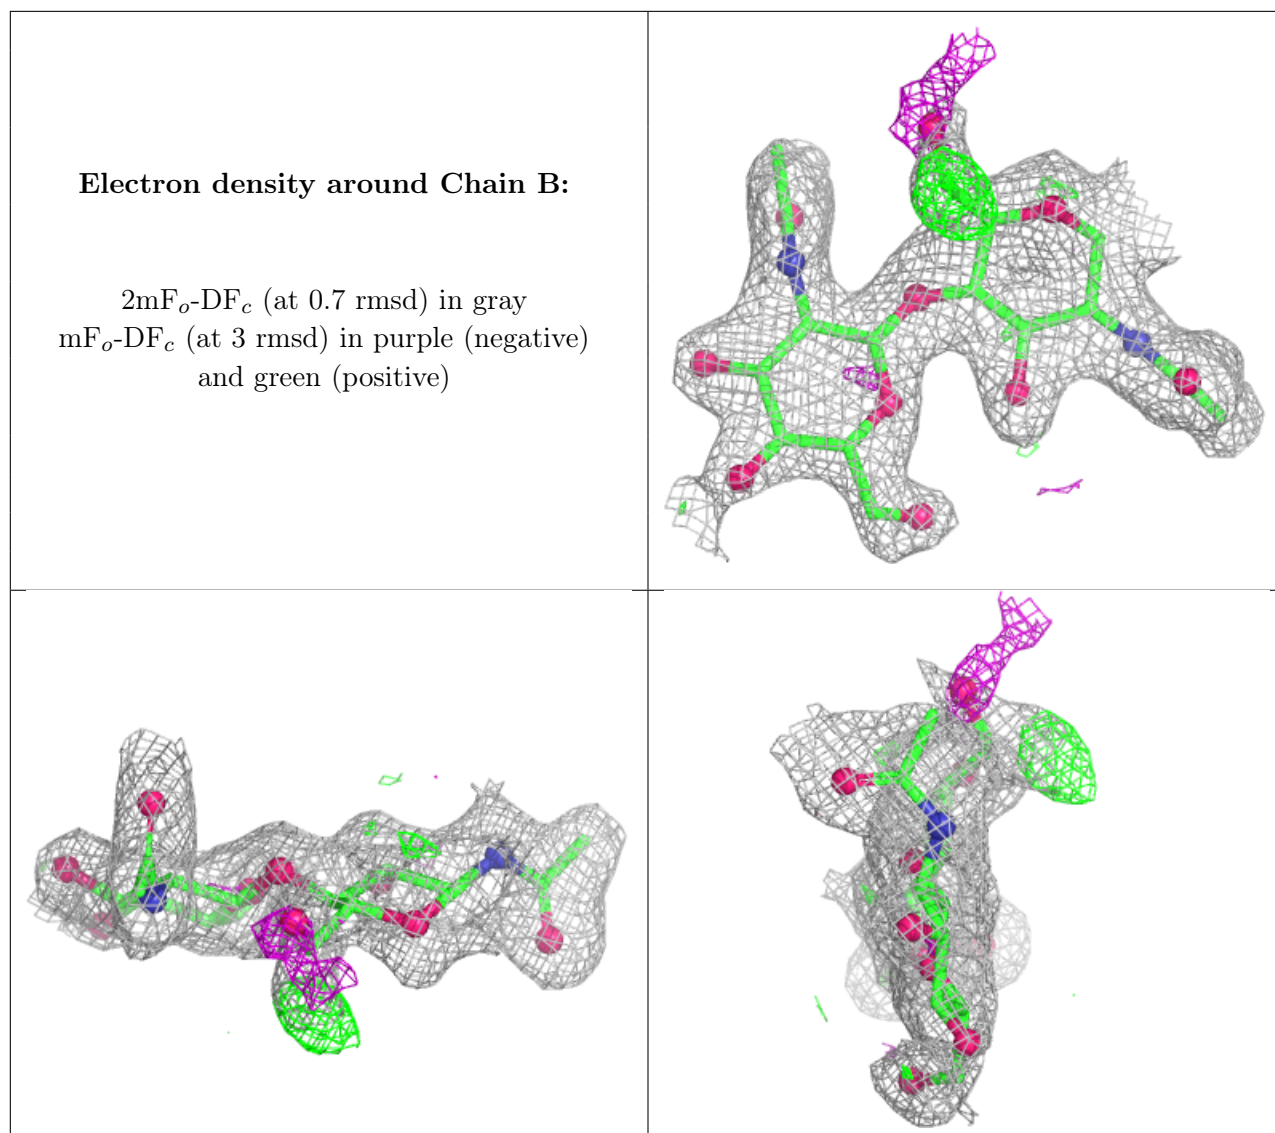 Electron density around Chain B:
2mFo-DFc (at 0.7 rmsd) in gray
mFo-DFc (at 3 rmsd) in purple (negative)
and green (positive)